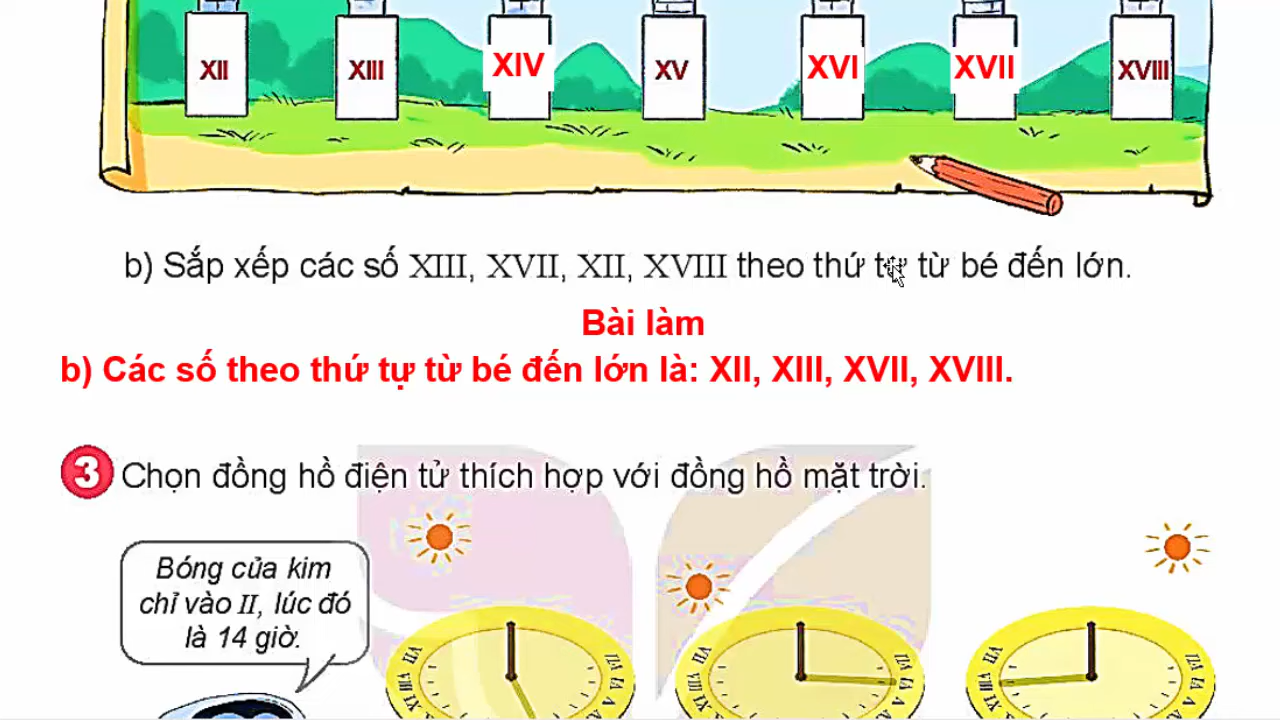 XII XIII XIV XV XVI XVII XVIII
b) Sắp xếp các số XIII, XVII, XII, XVIII theo thứ tự từ bé đến lớn.
Bài làm
b) Các số theo thứ tự từ bé đến lớn là: XII, XIII, XVII, XVIII.
3 Chọn đồng hồ điện tử thích hợp với đồng hồ mặt trời.
Bóng của kim
chỉ vào II, lúc đó
là 14 giờ.